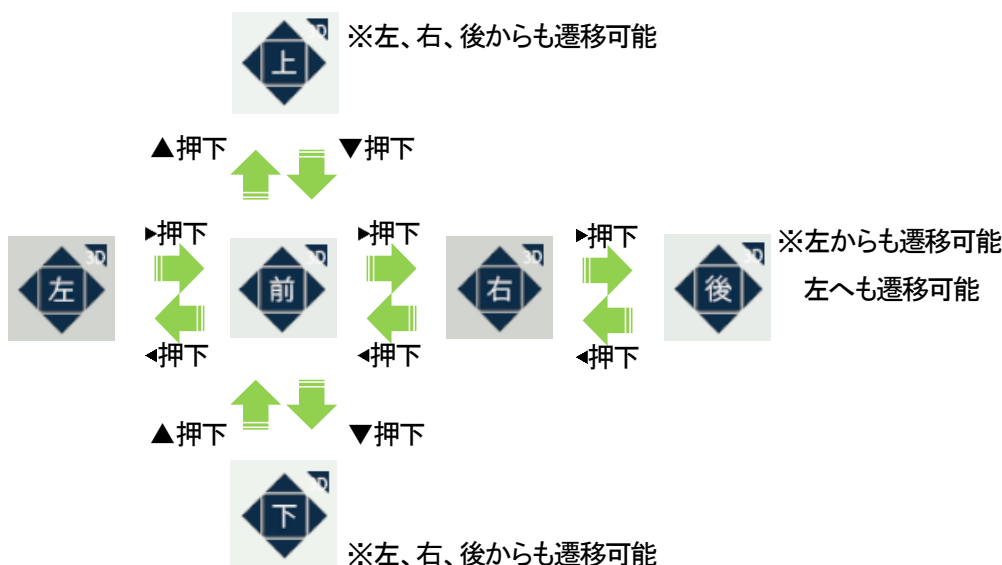 3D
上
※左、右、後からも遷移可能
▲押下
▼押下
▶押下
▶押下
▶押下
3D
左
3D
前
3D
右
3D
後
※左からも遷移可能
左へも遷移可能
◀押下
◀押下
◀押下
▲押下
▼押下
3D
下
※左、右、後からも遷移可能